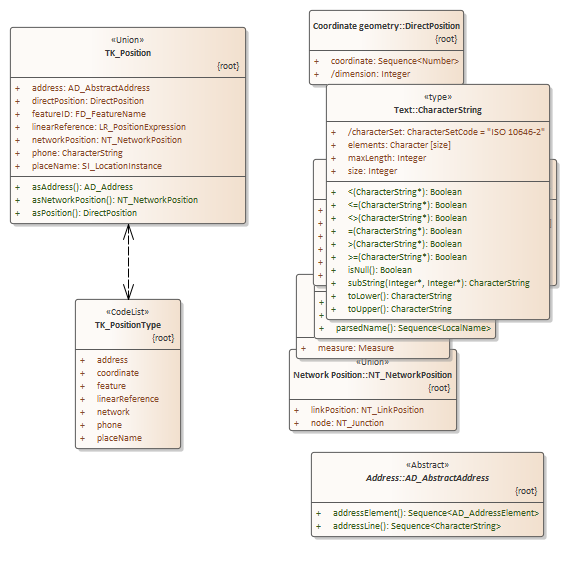 «Union»
TK_Position
{root}
+ address: AD_AbstractAddress
+ directPosition: DirectPosition
+ featureID: FD_FeatureName
+ linearReference: LR_PositionExpression
+ networkPosition: NT_NetworkPosition
+ phone: CharacterString
+ placeName: SI_LocationInstance
+ asAddress(): AD_Address
+ asNetworkPosition(): NT_NetworkPosition
+ asPosition(): DirectPosition
«CodeList»
TK_PositionType
{root}
+ address
+ coordinate
+ feature
+ linearReference
+ network
+ phone
+ placeName
Coordinate geometry::DirectPosition
{root}
+ coordinate: Sequence<Number>
+ /dimension: Integer
«type»
Text::CharacterString
{root}
+ /characterSet: CharacterSetCode = "ISO 10646-2"
+ elements: Character [size]
+ maxLength: Integer
+ size: Integer
+ <(CharacterString*): Boolean
+ <=(CharacterString*): Boolean
+ <>(CharacterString*): Boolean
+ =(CharacterString*): Boolean
+ >(CharacterString*): Boolean
+ >=(CharacterString*): Boolean
+ isNull(): Boolean
+ subString(Integer*, Integer*): CharacterString
+ toLower(): CharacterString
+ toUpper(): CharacterString
+ parsedName(): Sequence<LocalName>
+ measure: Measure
«Union»
Network Position::NT_NetworkPosition
{root}
+ linkPosition: NT_LinkPosition
+ node: NT_Junction
«Abstract»
Address::AD_AbstractAddress
{root}
+ addressElement(): Sequence<AD_AddressElement>
+ addressLine(): Sequence<CharacterString>